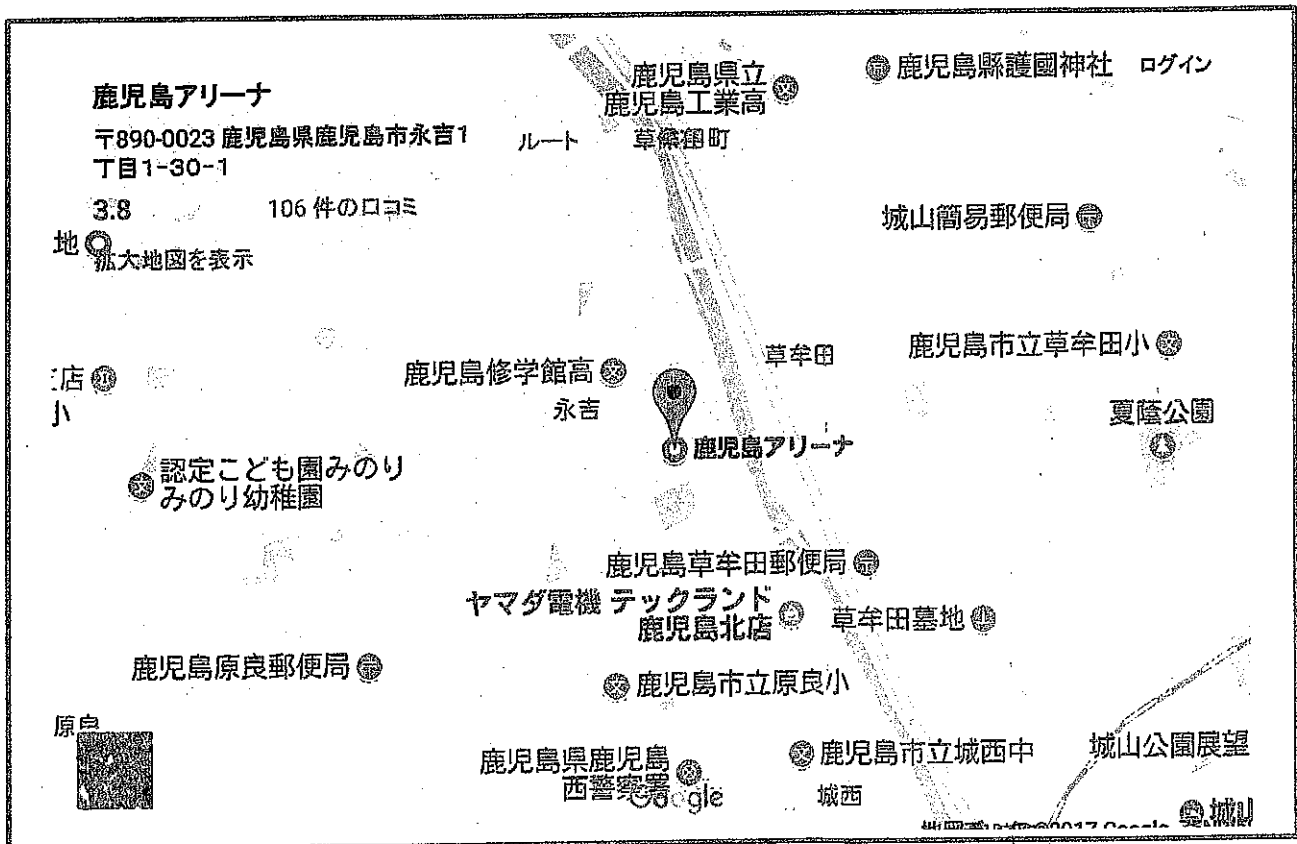 鹿児島アリーナ
〒890-0023 鹿児島県鹿児島市永吉1
丁目1-30-1
3.8
106 件の口コミ
拡大地図を表示
ルート
ログイン
鹿児島県立
鹿児島工業高
鹿児島縣護國神社
城山簡易郵便局
地
鹿児島市立草牟田小
草牟田
鹿児島修学館高
永吉
店
小
夏蔭公園
鹿児島アリーナ
認定こども園みのり
みのり幼稚園
鹿児島草牟田郵便局
ヤマダ電機 テックランド
鹿児島北店
草牟田墓地
鹿児島原良郵便局
鹿児島市立原良小
原良
鹿児島県鹿児島
西警察署
Google
鹿児島市立城西中
城西
城山公園展望
城山